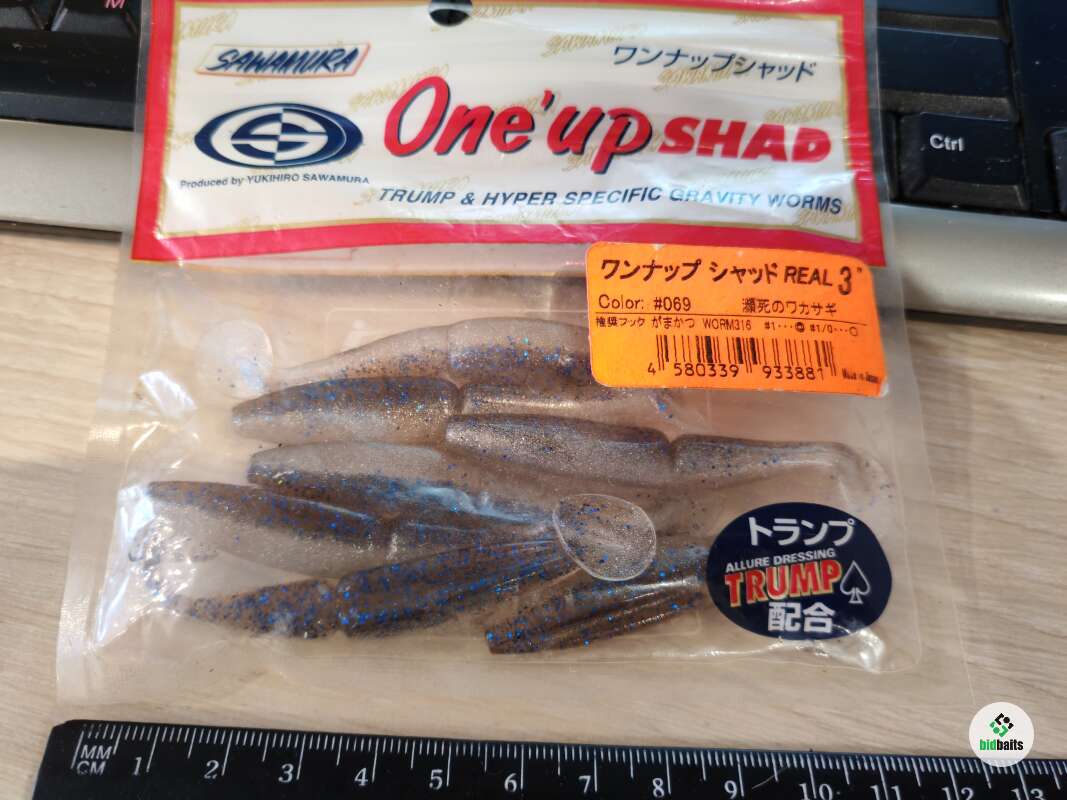 M
SAWAMURA
ワンナップシャッド
One'up SHAD
Produced by YUKIHIRO SAWAMURA
TRUMP & HYPER SPECIFIC GRAVITY WORMS
Ctrl
ワンナップ シャッド REAL 3"
Color: #069 瀕死のワカサギ
推奨フック がまかつ WORM316 #1･･･◎ #1/0･･･○
4 580339 933881
Made in Japan
トランプ
ALLURE DRESSING
TRUMP
配合
bidbaits
MM
CM 1 2 3 4 5 6 7 8 9 10 11 12 13